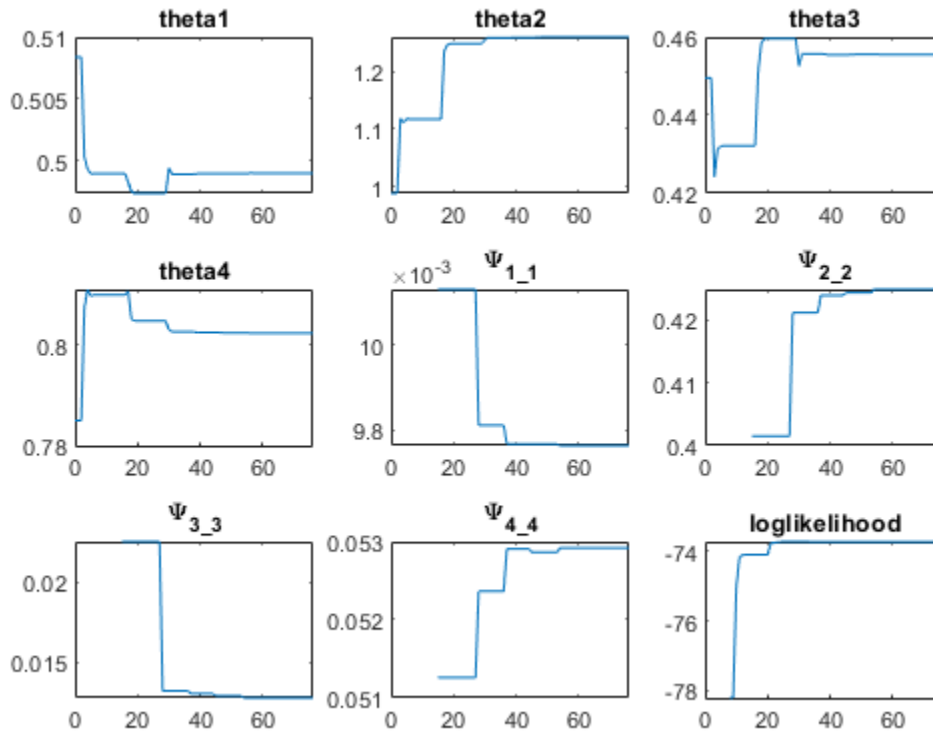 theta1
theta2
theta3
0.51
0.505
0.5
0 20 40 60
1.2
1.1
1
0 20 40 60
0.46
0.44
0.42
0 20 40 60
theta4
Ψ1_1
Ψ2_2
0.8
0.78
0 20 40 60
×10-3
10
9.8
0 20 40 60
0.42
0.41
0.4
0 20 40 60
Ψ3_3
Ψ4_4
loglikelihood
0.02
0.015
0 20 40 60
0.053
0.052
0.051
0 20 40 60
-74
-76
-78
0 20 40 60